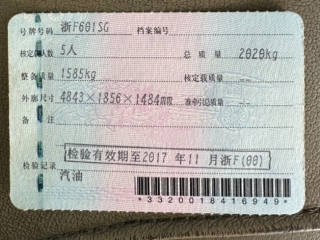 号牌号码 浙F601SG 档案编号
核定载人数 5人 总质量 2020kg
整备质量 1585kg 核定载质量
外廓尺寸 4843×1856×1484mm 准牵引总质量
备注
检验有效期至2017年11月浙F(00)
检验记录
汽油
*3320018416949*